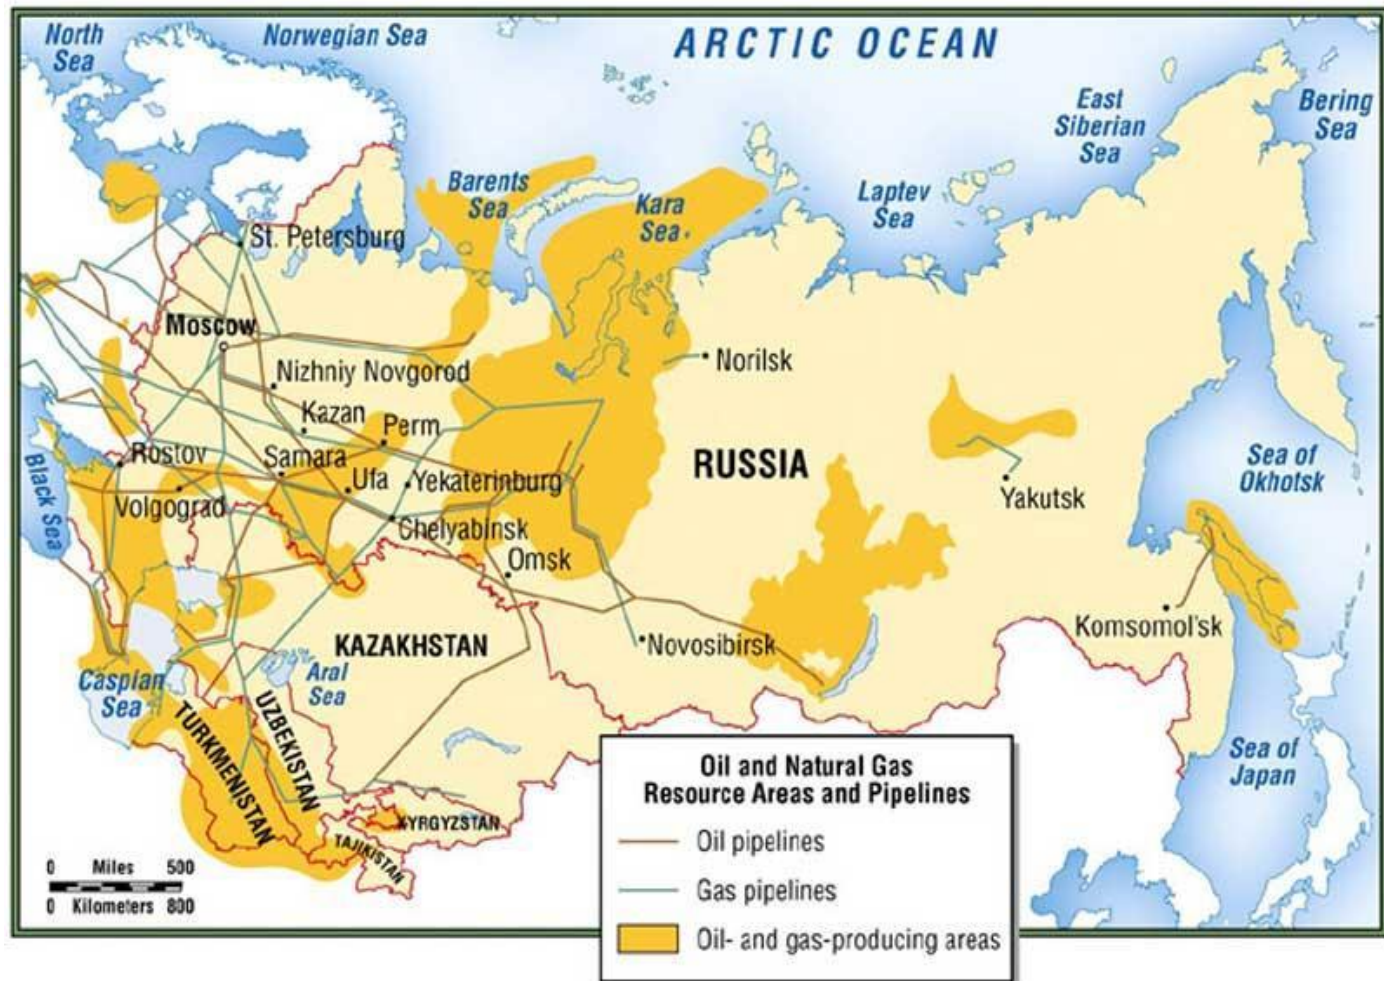 North
Sea
Norwegian Sea
ARCTIC OCEAN
East
Siberian
Sea
Bering
Sea
Barents
Sea
Kara
Sea
Laptev
Sea
St. Petersburg
Moscow
Norilsk
Nizhniy Novgorod
Kazan
Perm
RUSSIA
Rostov
Samara
Ufa
Yekaterinburg
Black Sea
Volgograd
Chelyabinsk
Yakutsk
Sea of
Okhotsk
Omsk
Komsomol'sk
KAZAKHSTAN
Novosibirsk
Caspian
Sea
Aral
Sea
TURKMENISTAN
UZBEKISTAN
KYRGYZSTAN
TAJIKISTAN
Sea of
Japan
Oil and Natural Gas
Resource Areas and Pipelines
Oil pipelines
Gas pipelines
Oil- and gas-producing areas
0 Miles 500
0 Kilometers 800